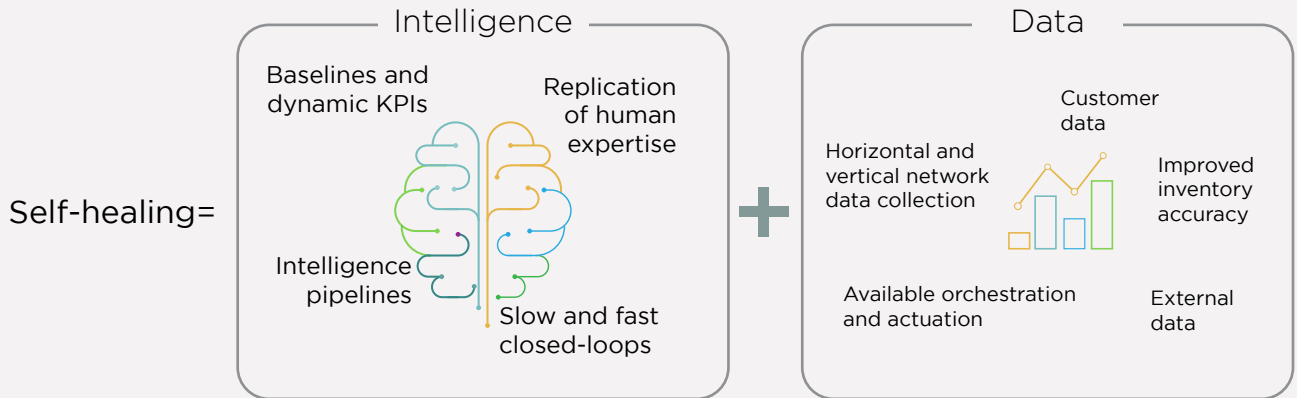 Intelligence
Data
Self-healing=
Baselines and
dynamic KPIs
Replication
of human
expertise
Intelligence
pipelines
Slow and fast
closed-loops
+
Customer
data
Horizontal and
vertical network
data collection
Improved
inventory
accuracy
Available orchestration
and actuation
External
data